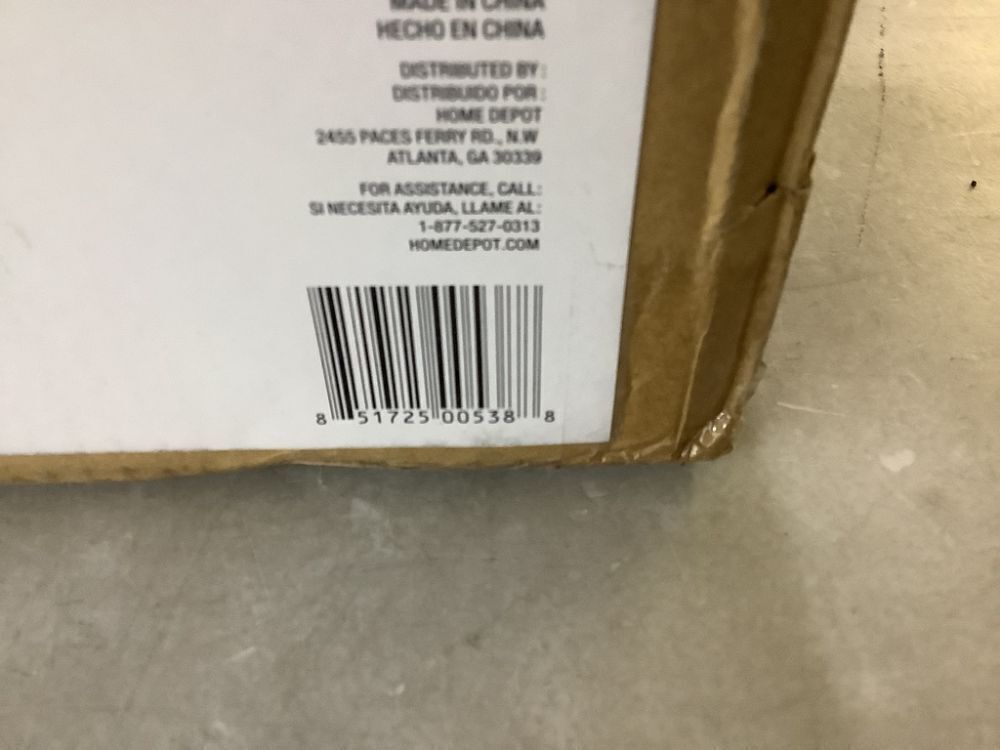 MADE IN CHINA
HECHO EN CHINA
DISTRIBUTED BY :
DISTRIBUIDO POR :
HOME DEPOT
2455 PACES FERRY RD., N.W
ATLANTA, GA 30339
FOR ASSISTANCE, CALL:
SI NECESITA AYUDA, LLAME AL:
1-877-527-0313
HOMEDEPOT.COM
8 51725 00538 8